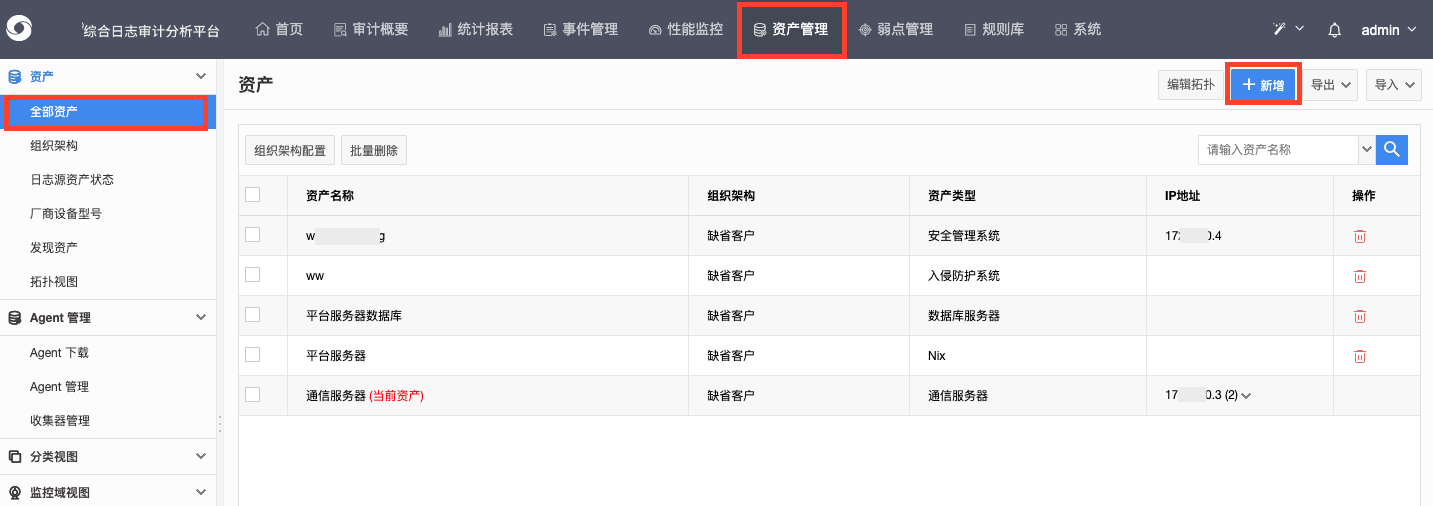 综合日志审计分析平台 首页 审计概要 统计报表 事件管理 性能监控 资产管理 弱点管理 规则库 系统 admin
资产
全部资产
组织架构
日志源资产状态
厂商设备型号
发现资产
拓扑视图
Agent 管理
Agent 下载
Agent 管理
收集器管理
分类视图
监控域视图
资产 编辑拓扑 新增 导出 导入
组织架构配置 批量删除 请输入资产名称
资产名称 组织架构 资产类型 IP地址 操作
w g 缺省客户 安全管理系统 17 0.4
ww 缺省客户 入侵防护系统
平台服务器数据库 缺省客户 数据库服务器
平台服务器 缺省客户 Nix
通信服务器 (当前资产) 缺省客户 通信服务器 17 0.3 (2)